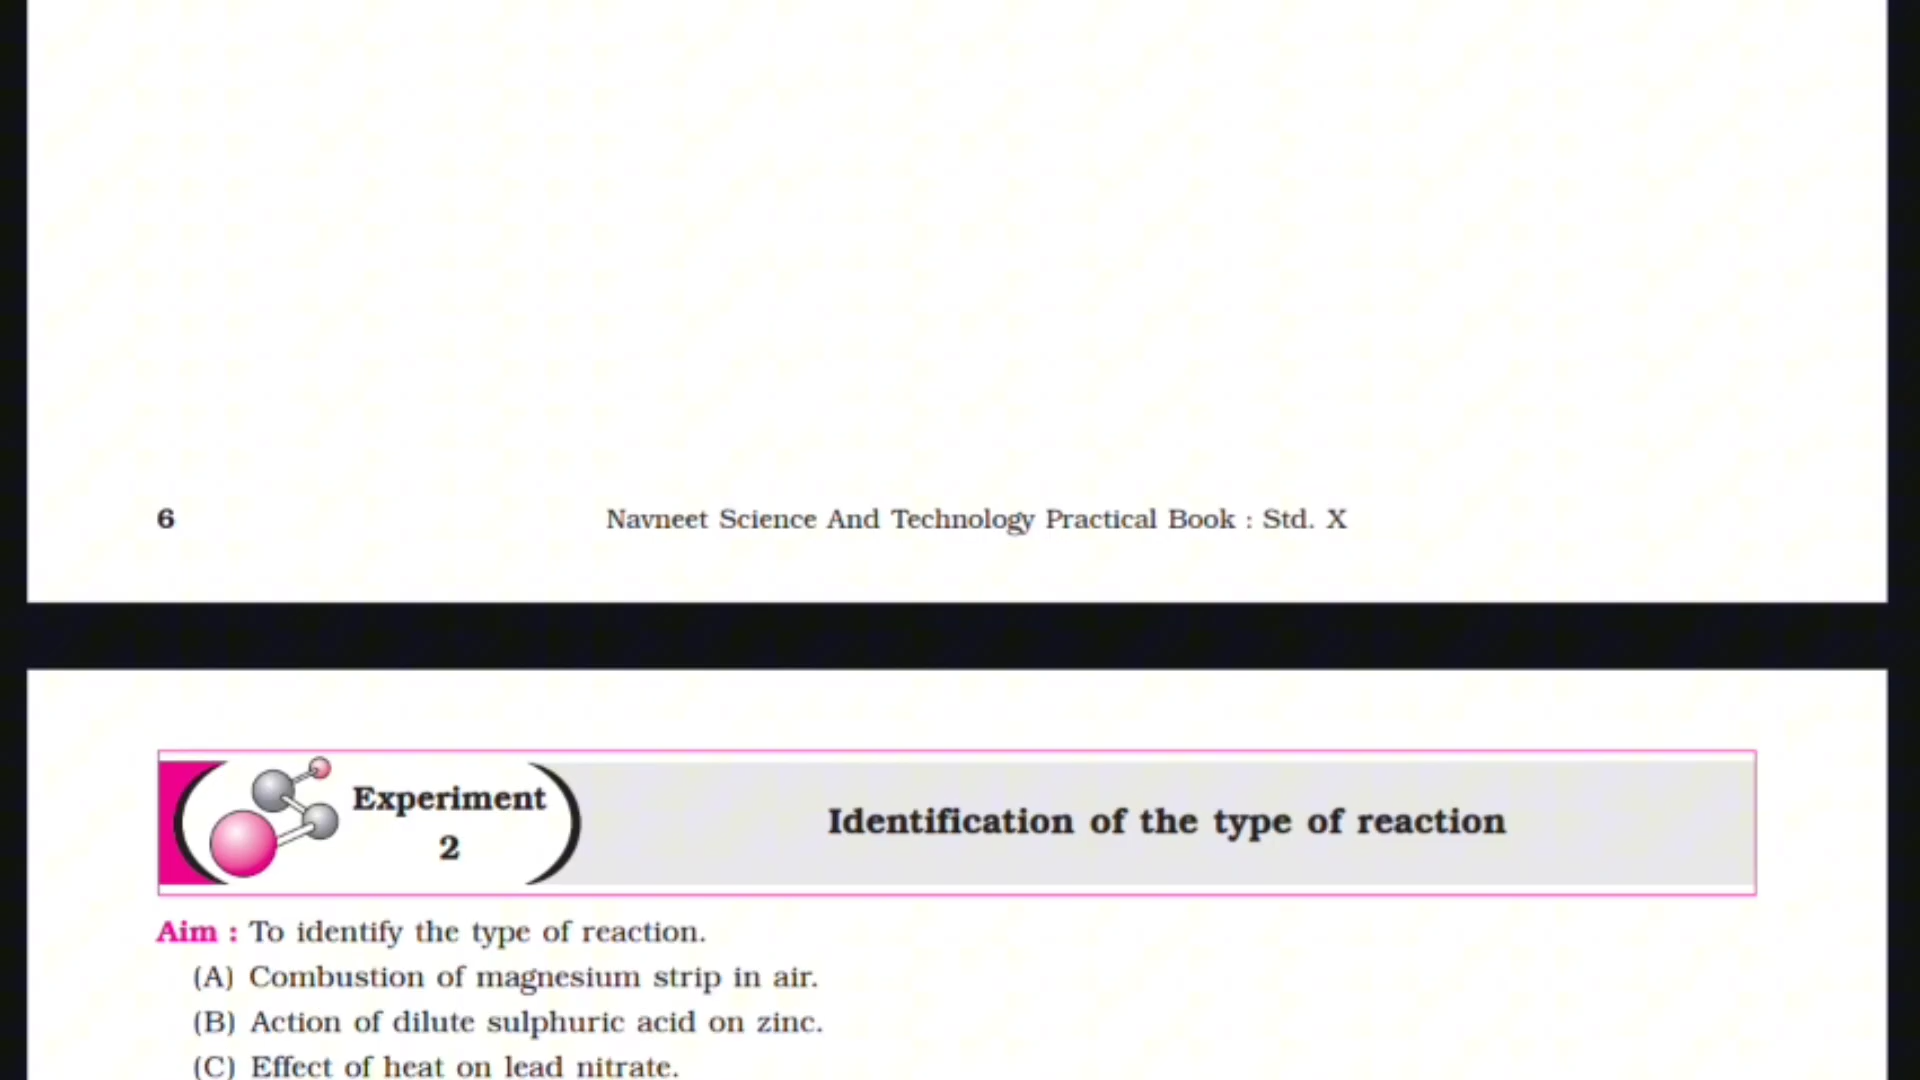 6
Navneet Science And Technology Practical Book : Std. X
Experiment
2
Identification of the type of reaction
Aim : To identify the type of reaction.
(A) Combustion of magnesium strip in air.
(B) Action of dilute sulphuric acid on zinc.
(C) Effect of heat on lead nitrate.